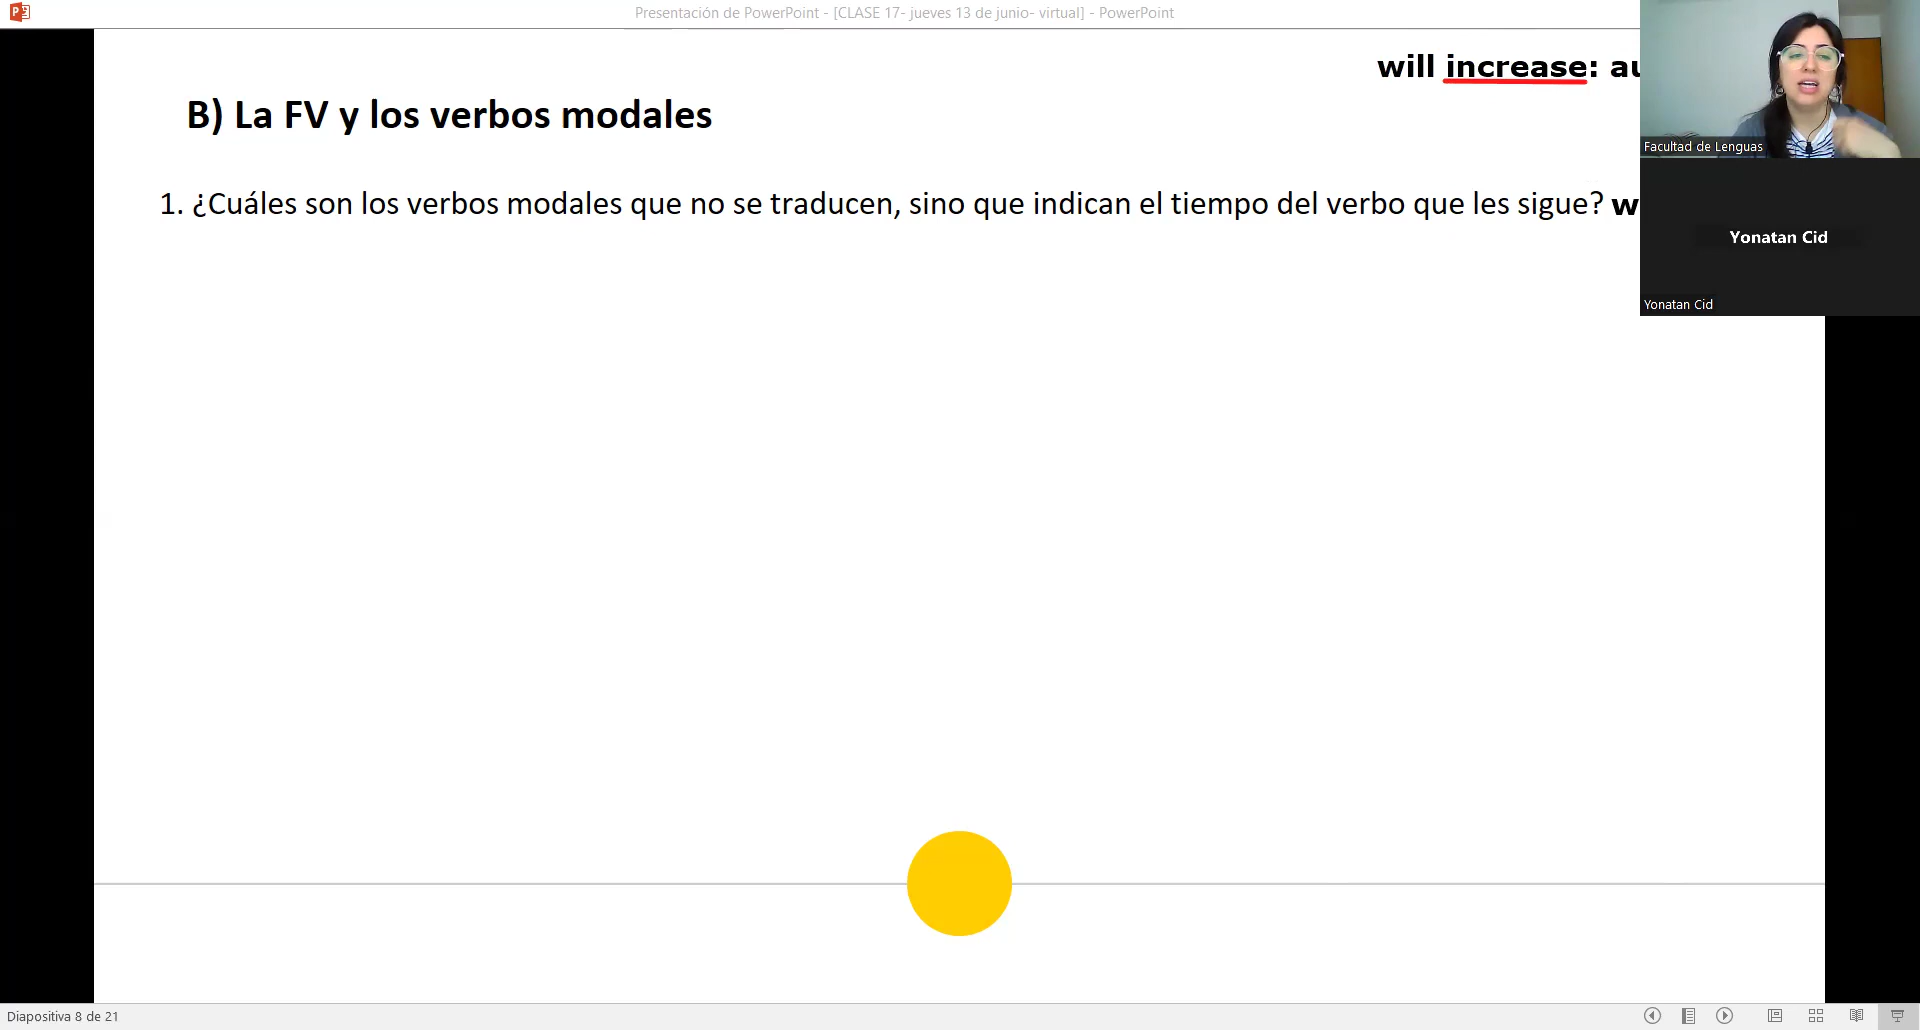 Presentación de PowerPoint - [CLASE 17- jueves 13 de junio- virtual] - PowerPoint
will increase:
B) La FV y los verbos modales
Facultad de Lenguas
1. ¿Cuáles son los verbos modales que no se traducen, sino que indican el tiempo del verbo que les sigue?
Yonatan Cid
Yonatan Cid
Diapositiva 8 de 21